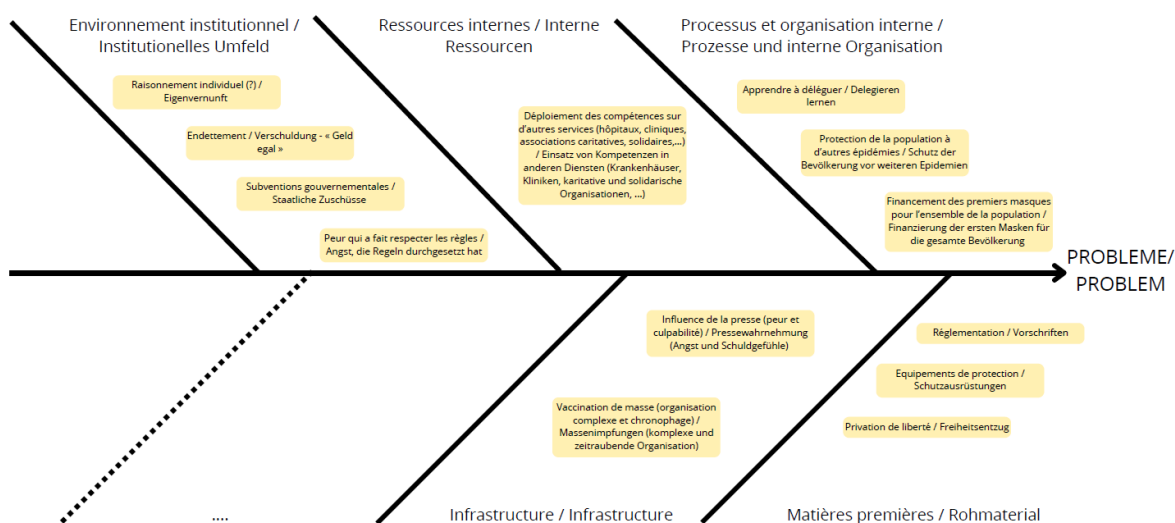 Environnement institutionnel /
Institutionelles Umfeld
Ressources internes / Interne
Ressourcen
Processus et organisation interne /
Prozesse und interne Organisation
Raisonnement individuel (?) /
Eigenvernunft
Endettement / Verschuldung - « Geld
egal »
Subventions gouvernementales /
Staatliche Zuschüsse
Peur qui a fait respecter les règles /
Angst, die Regeln durchgesetzt hat
Déploiement des compétences sur
d'autres services (hôpitaux, cliniques,
associations caritatives, solidaires,...)
/ Einsatz von Kompetenzen in
anderen Diensten (Krankenhäuser,
Kliniken, karitative und solidarische
Organisationen, ...)
Apprendre à déléguer / Delegieren
lernen
Protection de la population à
d'autres épidémies / Schutz der
Bevölkerung vor weiteren Epidemien
Financement des premiers masques
pour l'ensemble de la population /
Finanzierung der ersten Masken für
die gesamte Bevölkerung
PROBLEME/
PROBLEM
Influence de la presse (peur et
culpabilité) / Pressewahrnehmung
(Angst und Schuldgefühle)
Vaccination de masse (organisation
complexe et chronophage) /
Massenimpfungen (komplexe und
zeitraubende Organisation)
Réglementation / Vorschriften
Equipements de protection /
Schutzausrüstungen
Privation de liberté / Freiheitsentzug
....
Infrastructure / Infrastructure
Matières premières / Rohmaterial